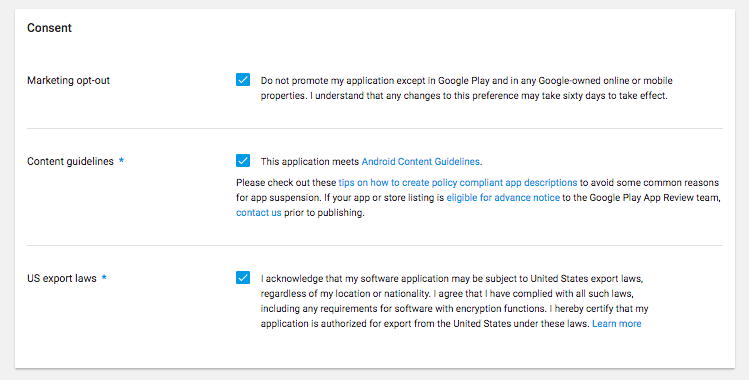 Consent
Marketing opt-out
Do not promote my application except in Google Play and in any Google-owned online or mobile
properties. I understand that any changes to this preference may take sixty days to take effect.
Content guidelines *
This application meets Android Content Guidelines.
Please check out these tips on how to create policy compliant app descriptions to avoid some common reasons
for app suspension. If your app or store listing is eligible for advance notice to the Google Play App Review team,
contact us prior to publishing.
US export laws *
I acknowledge that my software application may be subject to United States export laws,
regardless of my location or nationality. I agree that I have complied with all such laws,
including any requirements for software with encryption functions. I hereby certify that my
application is authorized for export from the United States under these laws. Learn more